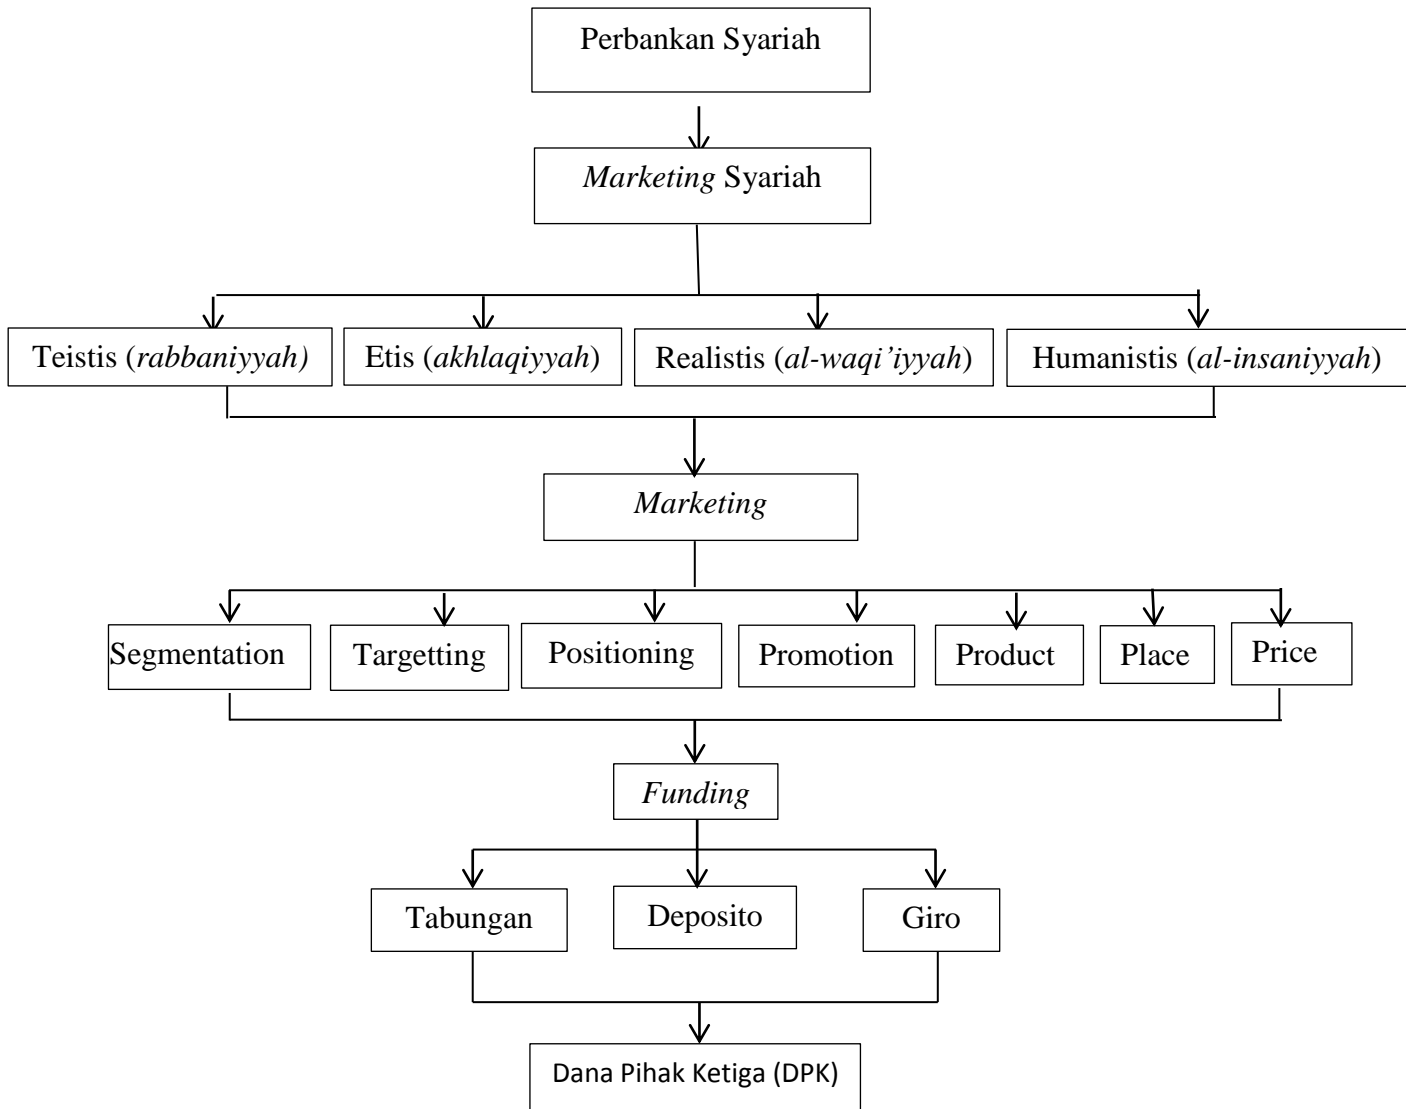 Perbankan Syariah
Marketing Syariah
Teistis (rabbaniyyah)
Etis (akhlaqiyyah)
Realistis (al-waqi’iyyah)
Humanistis (al-insaniyyah)
Marketing
Segmentation
Targetting
Positioning
Promotion
Product
Place
Price
Funding
Tabungan
Deposito
Giro
Dana Pihak Ketiga (DPK)